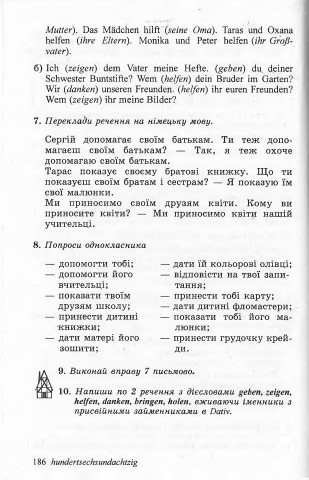 Mutter). Das Mädchen hilft (seine Oma). Taras und Oxana
helfen (ihre Eltern). Monika und Peter helfen (ihr Groß-
vater).
б) Ich (zeigen) dem Vater meine Hefte. (geben) du deiner
Schwester Buntstifte? Wem (helfen) dein Bruder im Garten?
Wir (danken) unseren Freunden. (helfen) ihr euren Freunden?
Wem (zeigen) ihr meine Bilder?
7. Переклади речення на німецьку мову.
Сергій допомагає своїм батькам. Ти теж допо-
магаєш своїм батькам? — Так, я теж охоче
допомагаю своїм батькам.
Тарас показує своєму братові книжку. Що ти
показуєш своїм братам і сестрам? — Я показую їм
свої малюнки.
Ми приносимо своїм друзям квіти. Кому ви
приносите квіти? — Ми приносимо квіти нашій
учительці.
8. Попроси однокласника
— допомогти тобі;
— допомогти його
вчительці;
— показати твоїм
друзям школу;
— принести дитині
книжки;
— дати матері його
зошити;
— дати їй кольорові олівці;
— відповісти на твої запи-
тання;
— принести тобі карту;
— дати дитині фломастери;
— показати тобі його ма-
люнки;
— принести грудочку крей-
ди.
9. Виконай вправу 7 письмово.
10. Напиши по 2 речення з дієсловами geben, zeigen,
helfen, danken, bringen, holen, вживаючи іменники з
присвійними займенниками в Dativ.
186 hundertsechsundachtzig